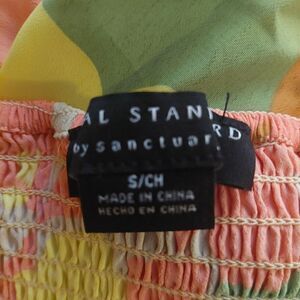 AL STAN RD
by sanctuar
S/CH
MADE IN CHINA
HECHO EN CHINA